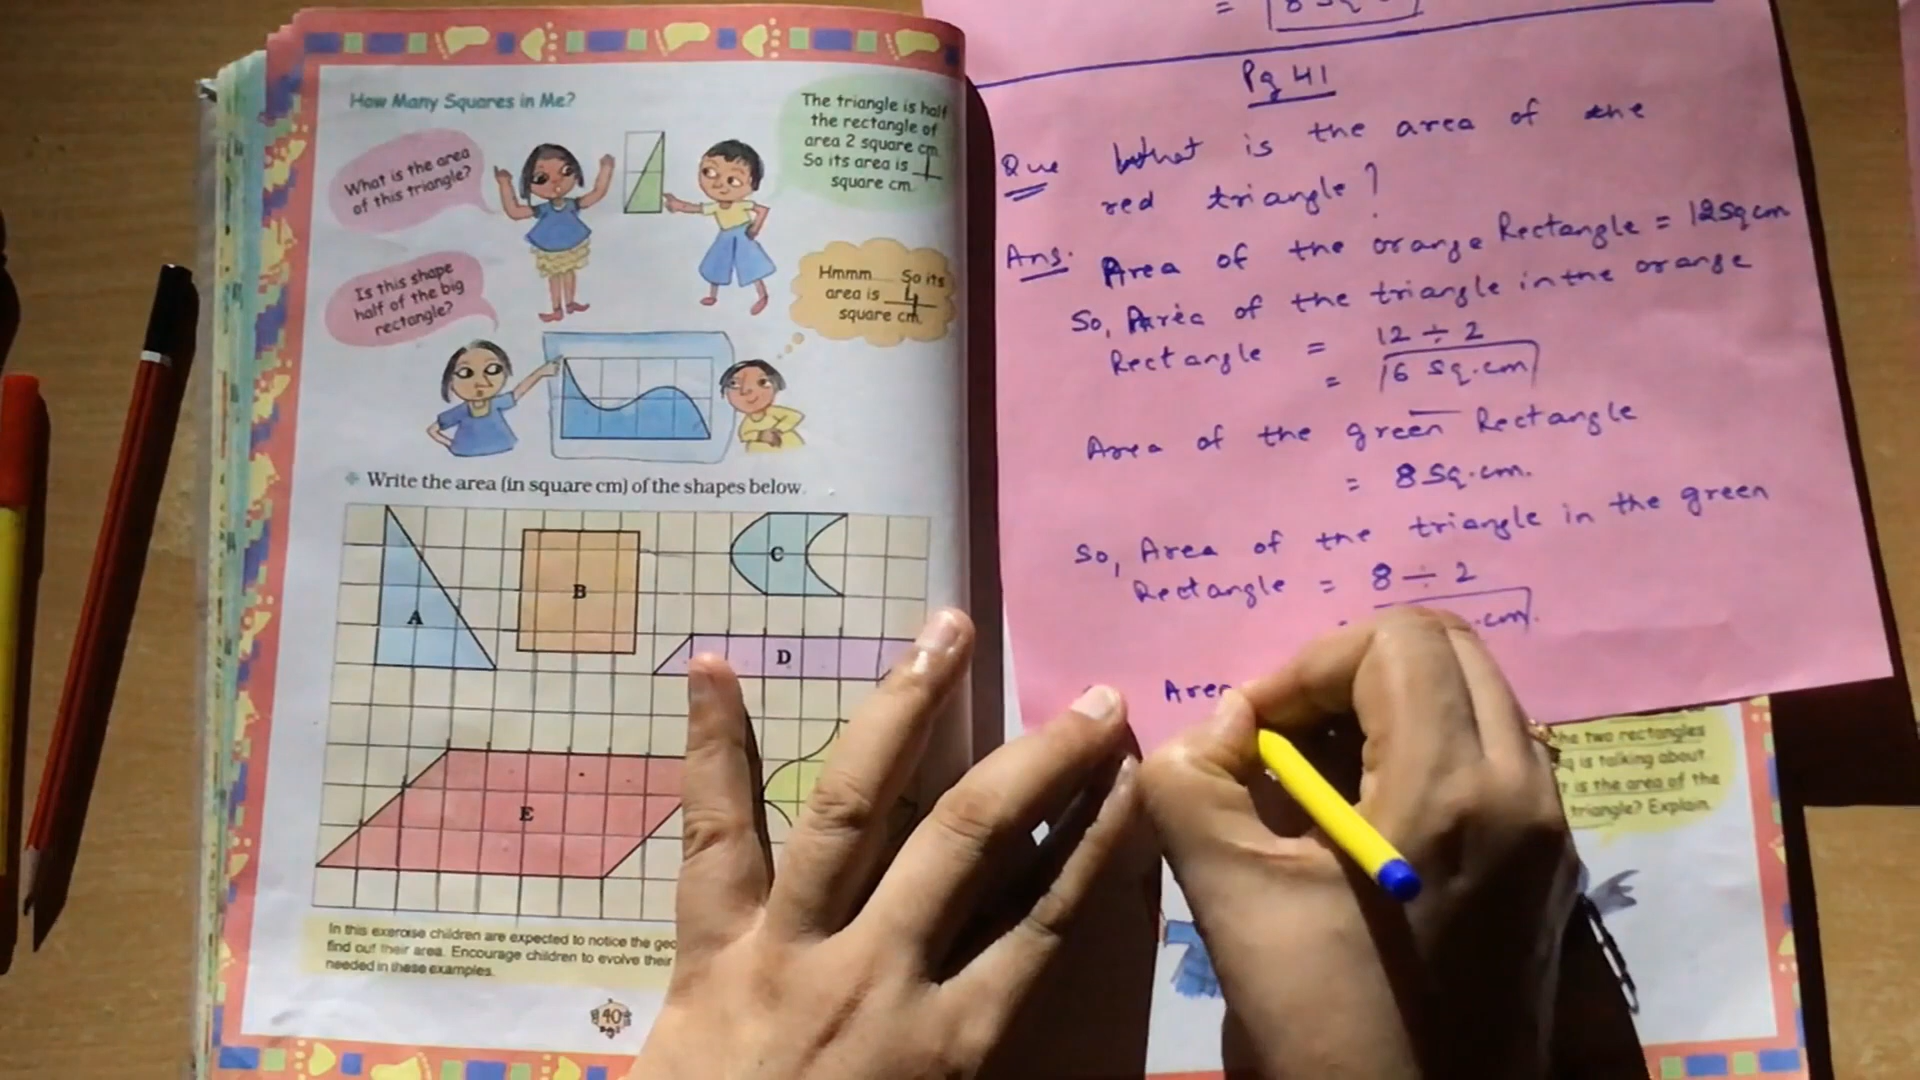 How Many Squares in Me?
What is the area
of this triangle?
The triangle is half
the rectangle of
area 2 square cm.
So its area is 1
square cm.
Is this shape
half of the big
rectangle?
Hmmm So its
area is 4
square cm.
Write the area (in square cm) of the shapes below.
A
B
C
D
E
In this exercise children are expected to notice the geo
find out their area. Encourage children to evolve their
needed in these examples.
40
Pg 41
Que What is the area of the
red triangle?
Ans. Area of the orange Rectangle = 12 sq cm
So, Area of the triangle in the orange
Rectangle = 12 ÷ 2
= 6 sq.cm
Area of the green Rectangle
= 8 sq.cm.
So, Area of the triangle in the green
Rectangle = 8 ÷ 2
.cm.
Area
the two rectangles
is talking about.
is the area of the
triangle? Explain.